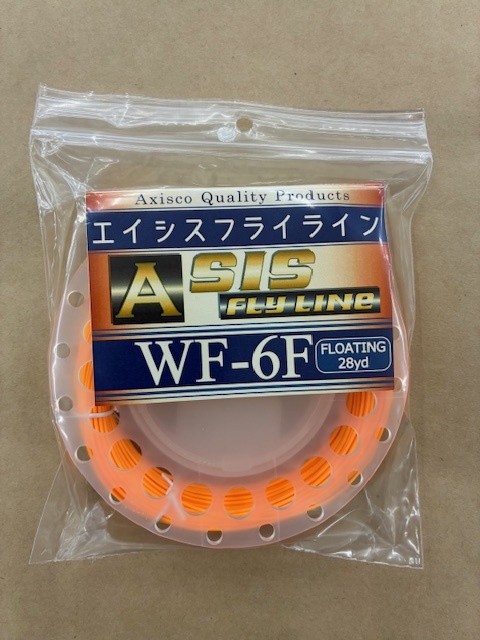 Axisco Quality Products
エイシスフライライン
ASIS
FLY LINE
WF-6F
FLOATING
28yd